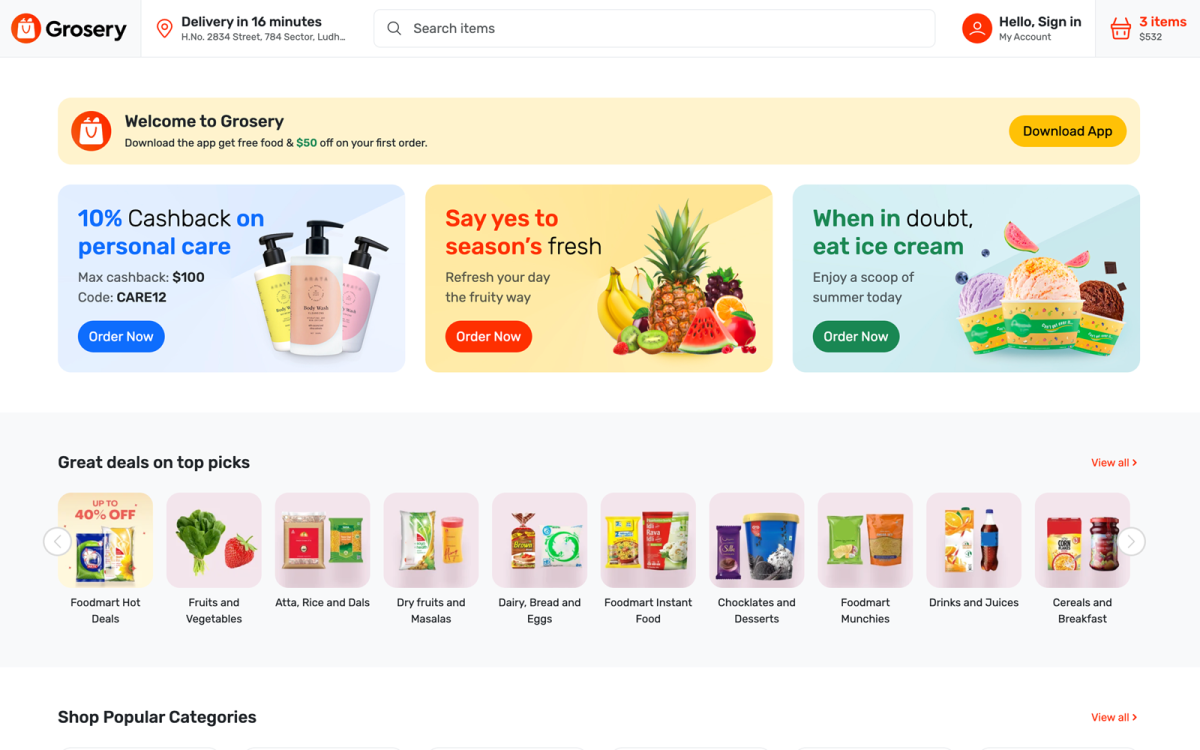 Grosery
Delivery in 16 minutes
H.No. 2834 Street, 784 Sector, Ludh...
Search items
Hello, Sign in
My Account
3 items
$532
Welcome to Grosery
Download the app get free food & $50 off on your first order.
Download App
10% Cashback on
personal care
Max cashback: $100
Code: CARE12
Order Now
Body Wash
Say yes to
season's fresh
Refresh your day
the fruity way
Order Now
When in doubt,
eat ice cream
Enjoy a scoop of
summer today
Order Now
Great deals on top picks
View all
UP TO
40% OFF
Foodmart Hot
Deals
Fruits and
Vegetables
Atta, Rice and Dals
Dry fruits and
Masalas
Dairy, Bread and
Eggs
Foodmart Instant
Food
Chocklates and
Desserts
Foodmart
Munchies
Drinks and Juices
Cereals and
Breakfast
Shop Popular Categories
View all